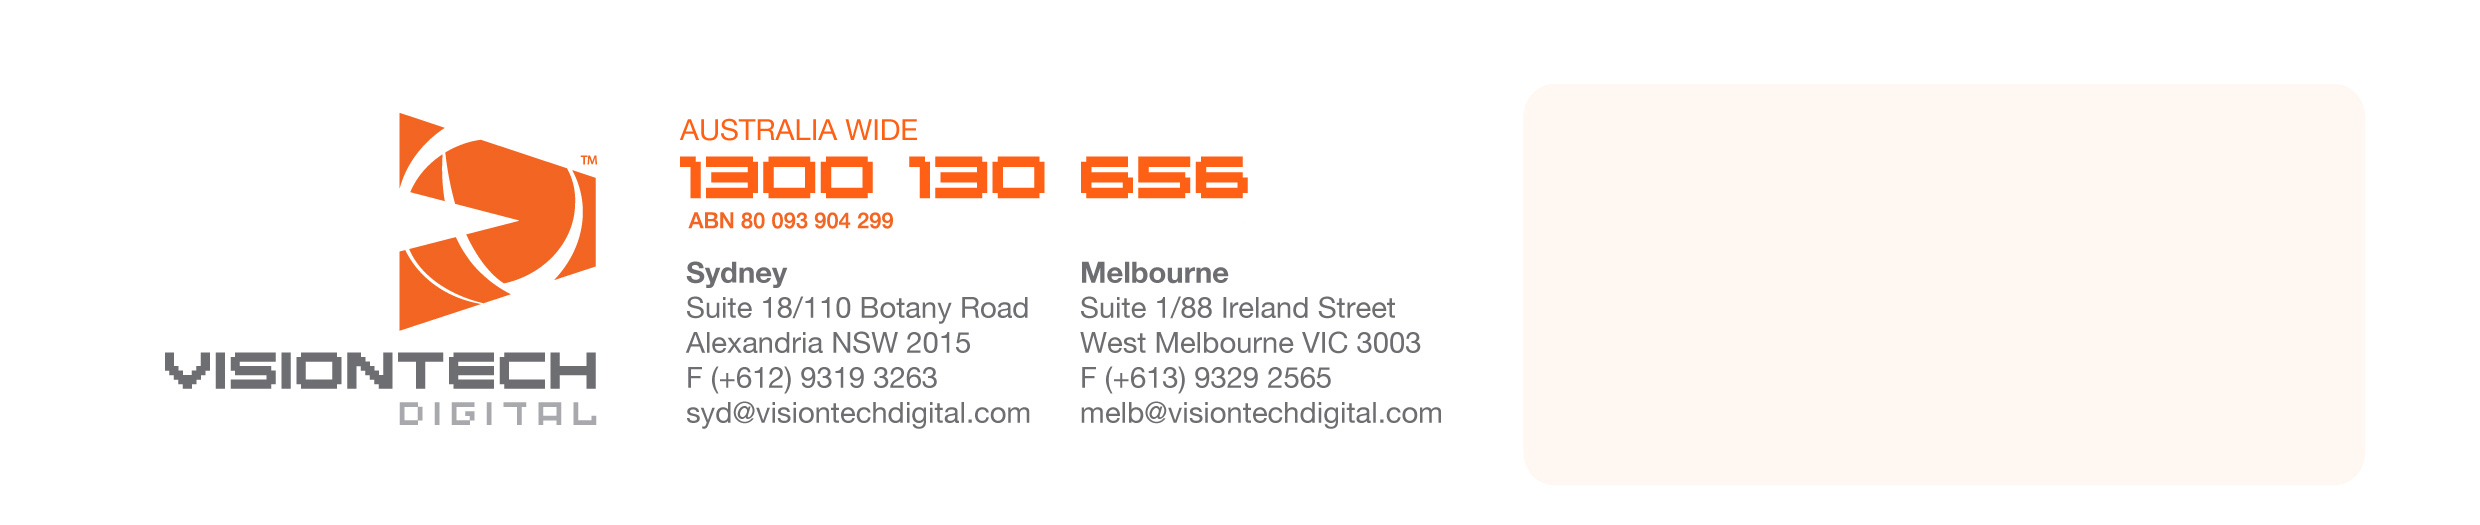 VISIONTECH
DIGITAL
TM
AUSTRALIA WIDE
1300 130 656
ABN 80 093 904 299
Sydney
Suite 18/110 Botany Road
Alexandria NSW 2015
F (+612) 9319 3263
syd@visiontechdigital.com
Melbourne
Suite 1/88 Ireland Street
West Melbourne VIC 3003
F (+613) 9329 2565
melb@visiontechdigital.com